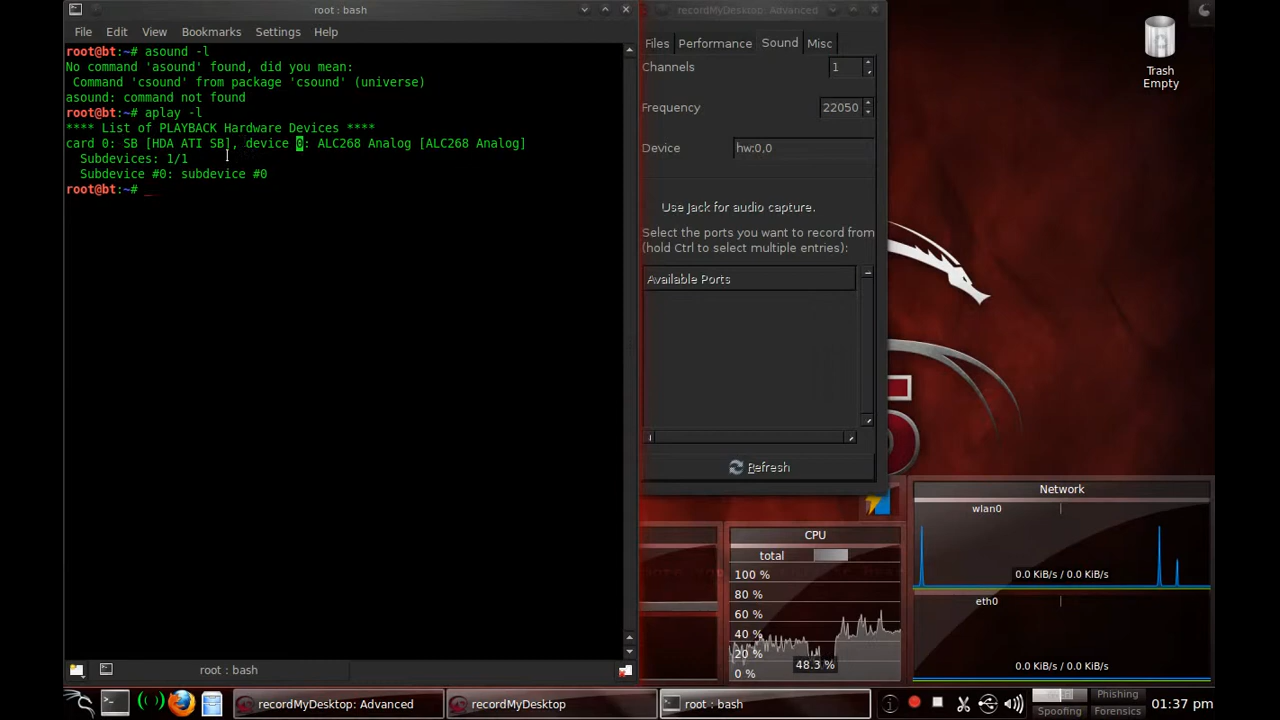 root : bash
File Edit View Bookmarks Settings Help
root@bt:~# asound -l
No command 'asound' found, did you mean:
Command 'csound' from package 'csound' (universe)
asound: command not found
root@bt:~# aplay -l
**** List of PLAYBACK Hardware Devices ****
card 0: SB [HDA ATI SB], device 0: ALC268 Analog [ALC268 Analog]
Subdevices: 1/1
Subdevice #0: subdevice #0
root@bt:~# _
root : bash
recordMyDesktop: Advanced
Files Performance Sound Misc
Channels 1
Frequency 22050
Device hw:0,0
Use Jack for audio capture.
Select the ports you want to record from
(hold Ctrl to select multiple entries):
Available Ports
Refresh
Trash
Empty
CPU
total
100 %
80 %
60 %
40 %
20 %
0 %
48.3 %
Network
wlan0
0.0 KiB/s / 0.0 KiB/s
eth0
0.0 KiB/s / 0.0 KiB/s
recordMyDesktop: Advanced
recordMyDesktop
root : bash
Phishing
Spoofing Forensics
01:37 pm